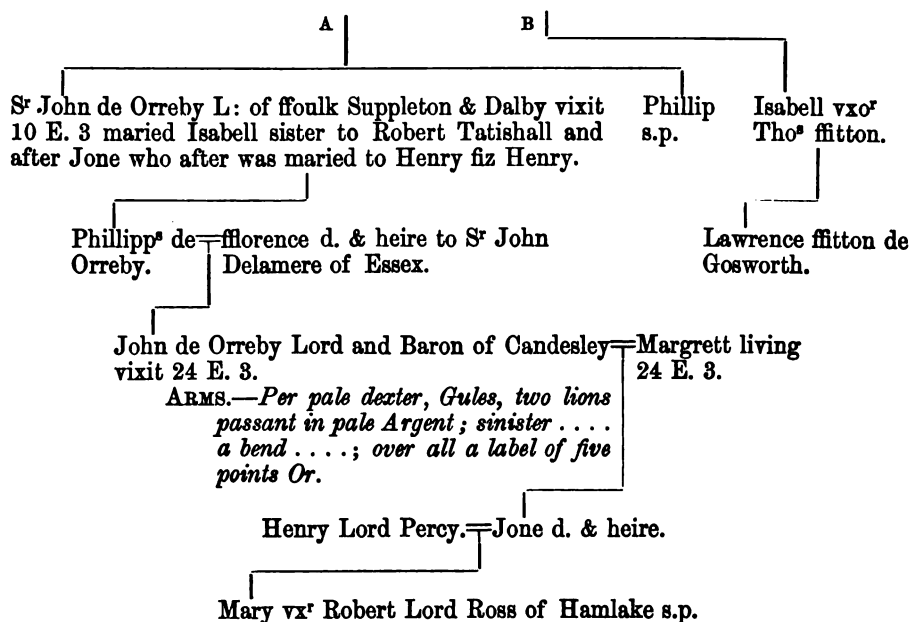 A B
Sʳ John de Orreby L: of ffoulk Suppleton & Dalby vixit
10 E. 3 maried Isabell sister to Robert Tatishall and
after Jone who after was maried to Henry fiz Henry.
Phillip
s.p.
Isabell vxoʳ
Thoˢ ffitton.
Phillippˢ de
Orreby.
fflorence d. & heire to Sʳ John
Delamere of Essex.
Lawrence ffitton de
Gosworth.
John de Orreby Lord and Baron of Candesley
vixit 24 E. 3.
Margrett living
24 E. 3.
ARMS.—Per pale dexter, Gules, two lions
passant in pale Argent; sinister . . . .
a bend . . . .; over all a label of five
points Or.
Henry Lord Percy.
Jone d. & heire.
Mary vxʳ Robert Lord Ross of Hamlake s.p.